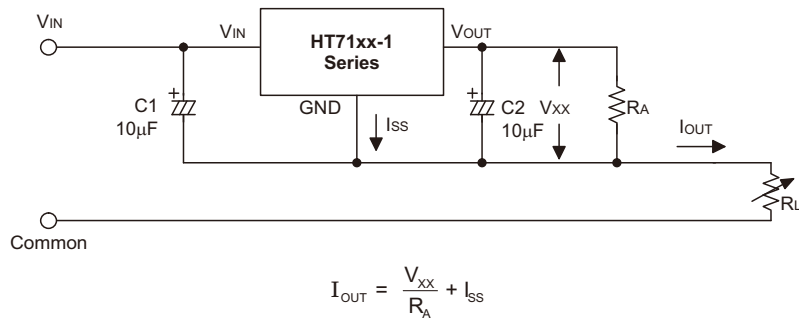 VIN
VIN
HT71xx-1
Series
VOUT
C1
10μF
GND
ISS
C2
10μF
VXX
RA
IOUT
RL
Common
IOUT = VXX / RA + ISS